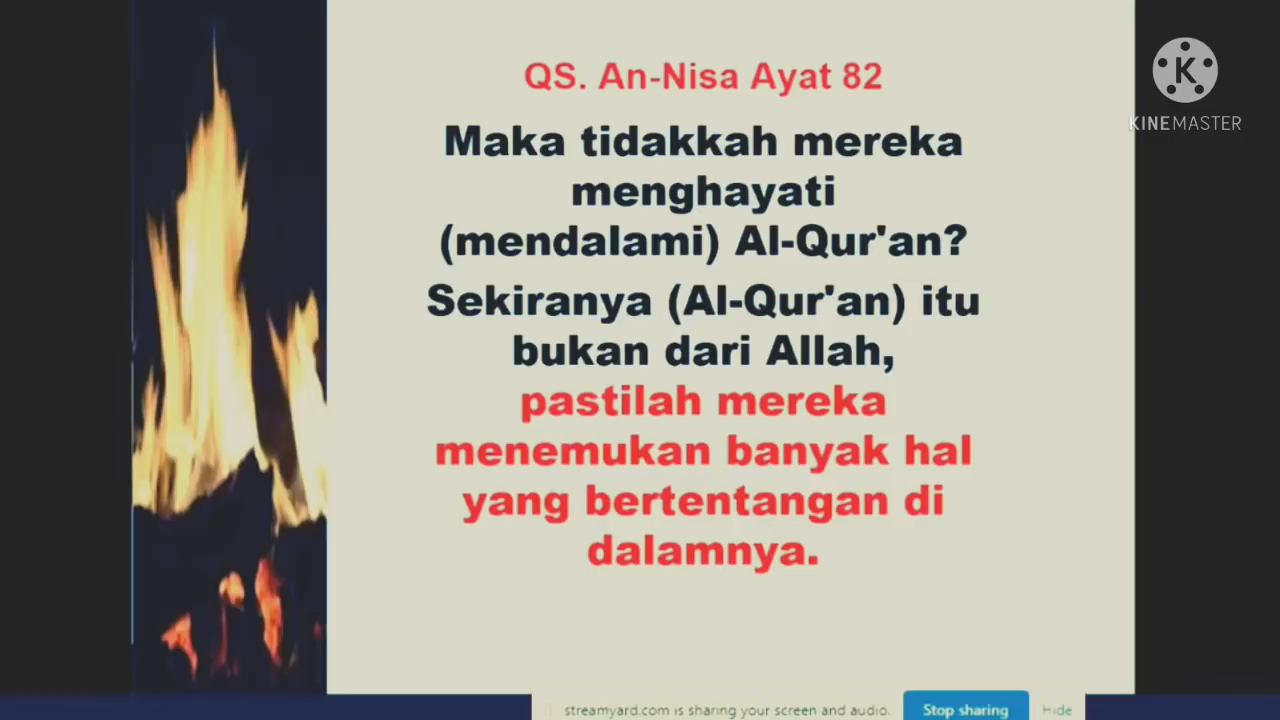 QS. An-Nisa Ayat 82
Maka tidakkah mereka
menghayati
(mendalami) Al-Qur'an?
Sekiranya (Al-Qur'an) itu
bukan dari Allah,
pastilah mereka
menemukan banyak hal
yang bertentangan di
dalamnya.
K
KINEMASTER
streamyard.com is sharing your screen and audio.
Stop sharing
Hide